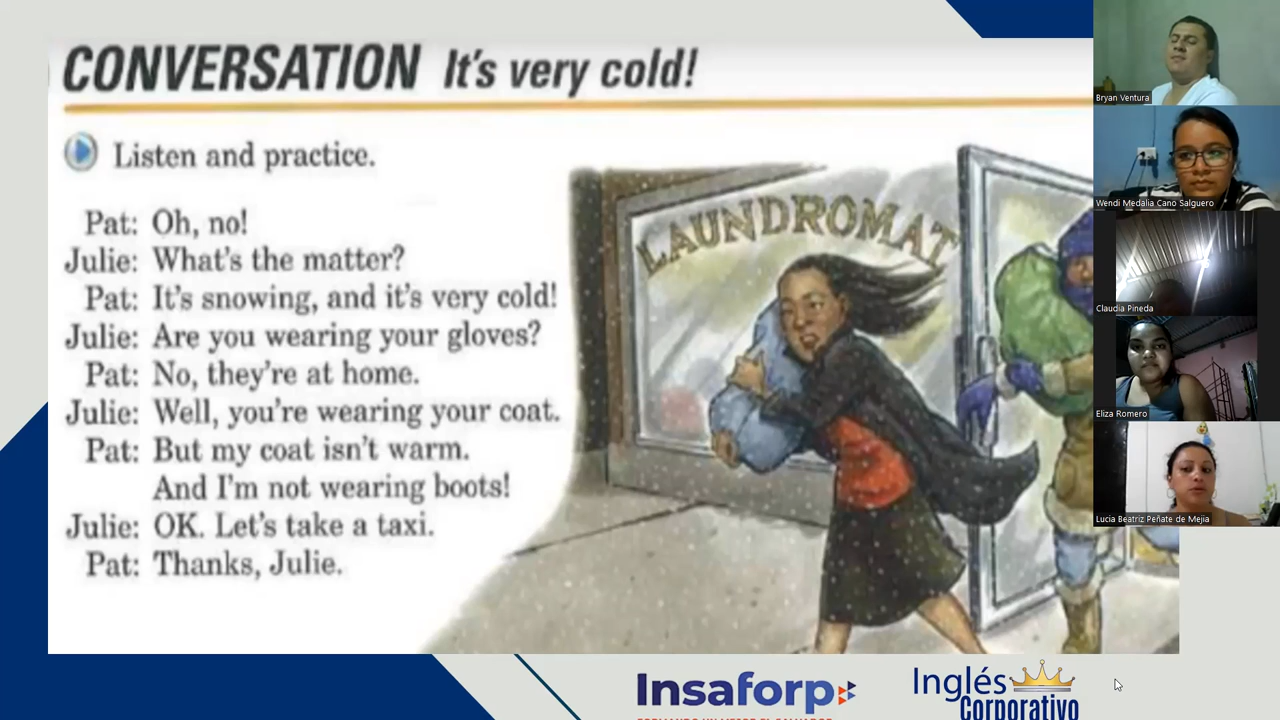 CONVERSATION It's very cold!
Listen and practice.
Pat: Oh, no!
Julie: What's the matter?
Pat: It's snowing, and it's very cold!
Julie: Are you wearing your gloves?
Pat: No, they're at home.
Julie: Well, you're wearing your coat.
Pat: But my coat isn't warm.
And I'm not wearing boots!
Julie: OK. Let's take a taxi.
Pat: Thanks, Julie.
LAUNDROMAT
Bryan Ventura
Wendi Medalia Cano Salguero
Claudia Pineda
Eliza Romero
Lucia Beatriz Peñate de Mejia
Insaforp
Inglés
Corporativo